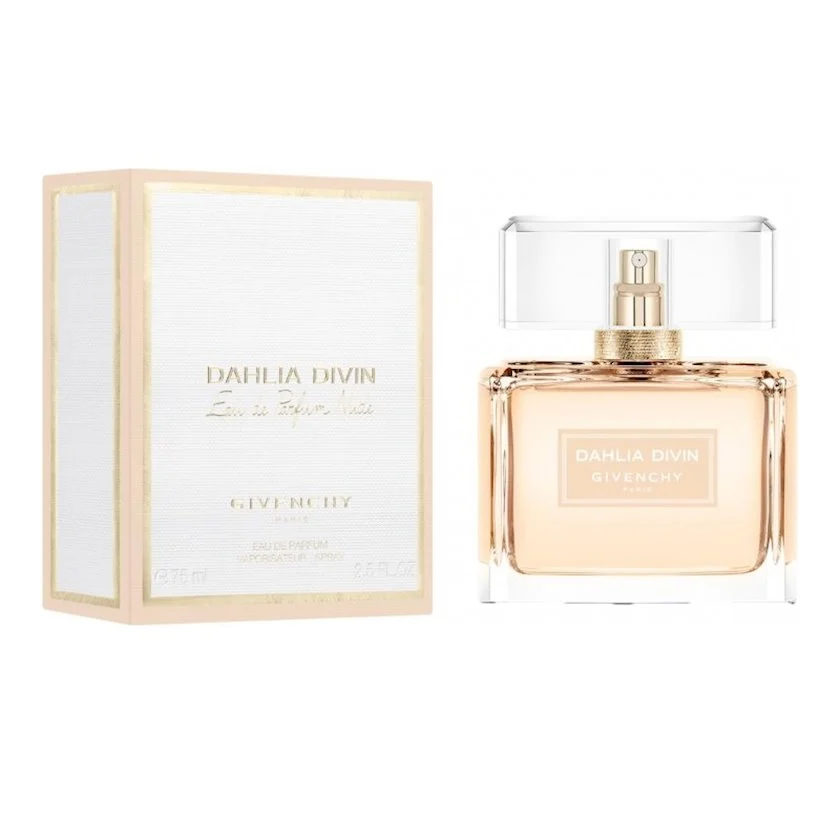 DAHLIA DIVIN
Eau de Parfum Nude
GIVENCHY
PARIS
EAU DE PARFUM
VAPORISATEUR SPRAY
℮ 75 ml 2.5 FL.OZ
DAHLIA DIVIN
GIVENCHY
PARIS